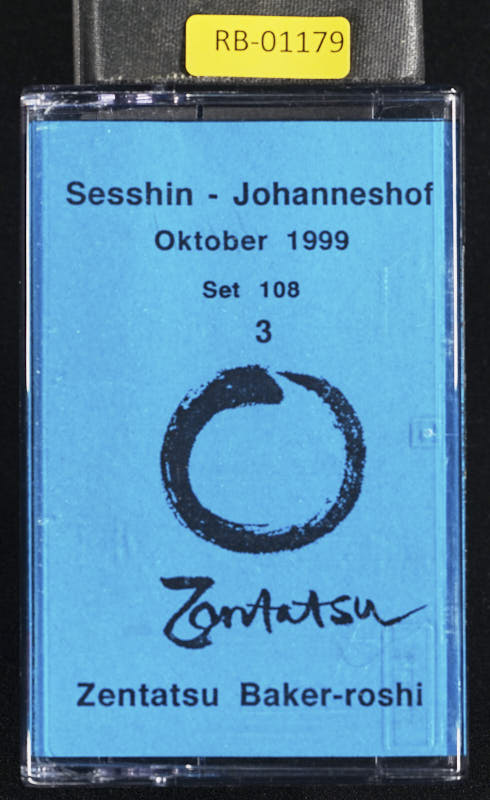 RB-01179
Sesshin - Johanneshof
Oktober 1999
Set 108
3
Zentatsu
Zentatsu Baker-roshi